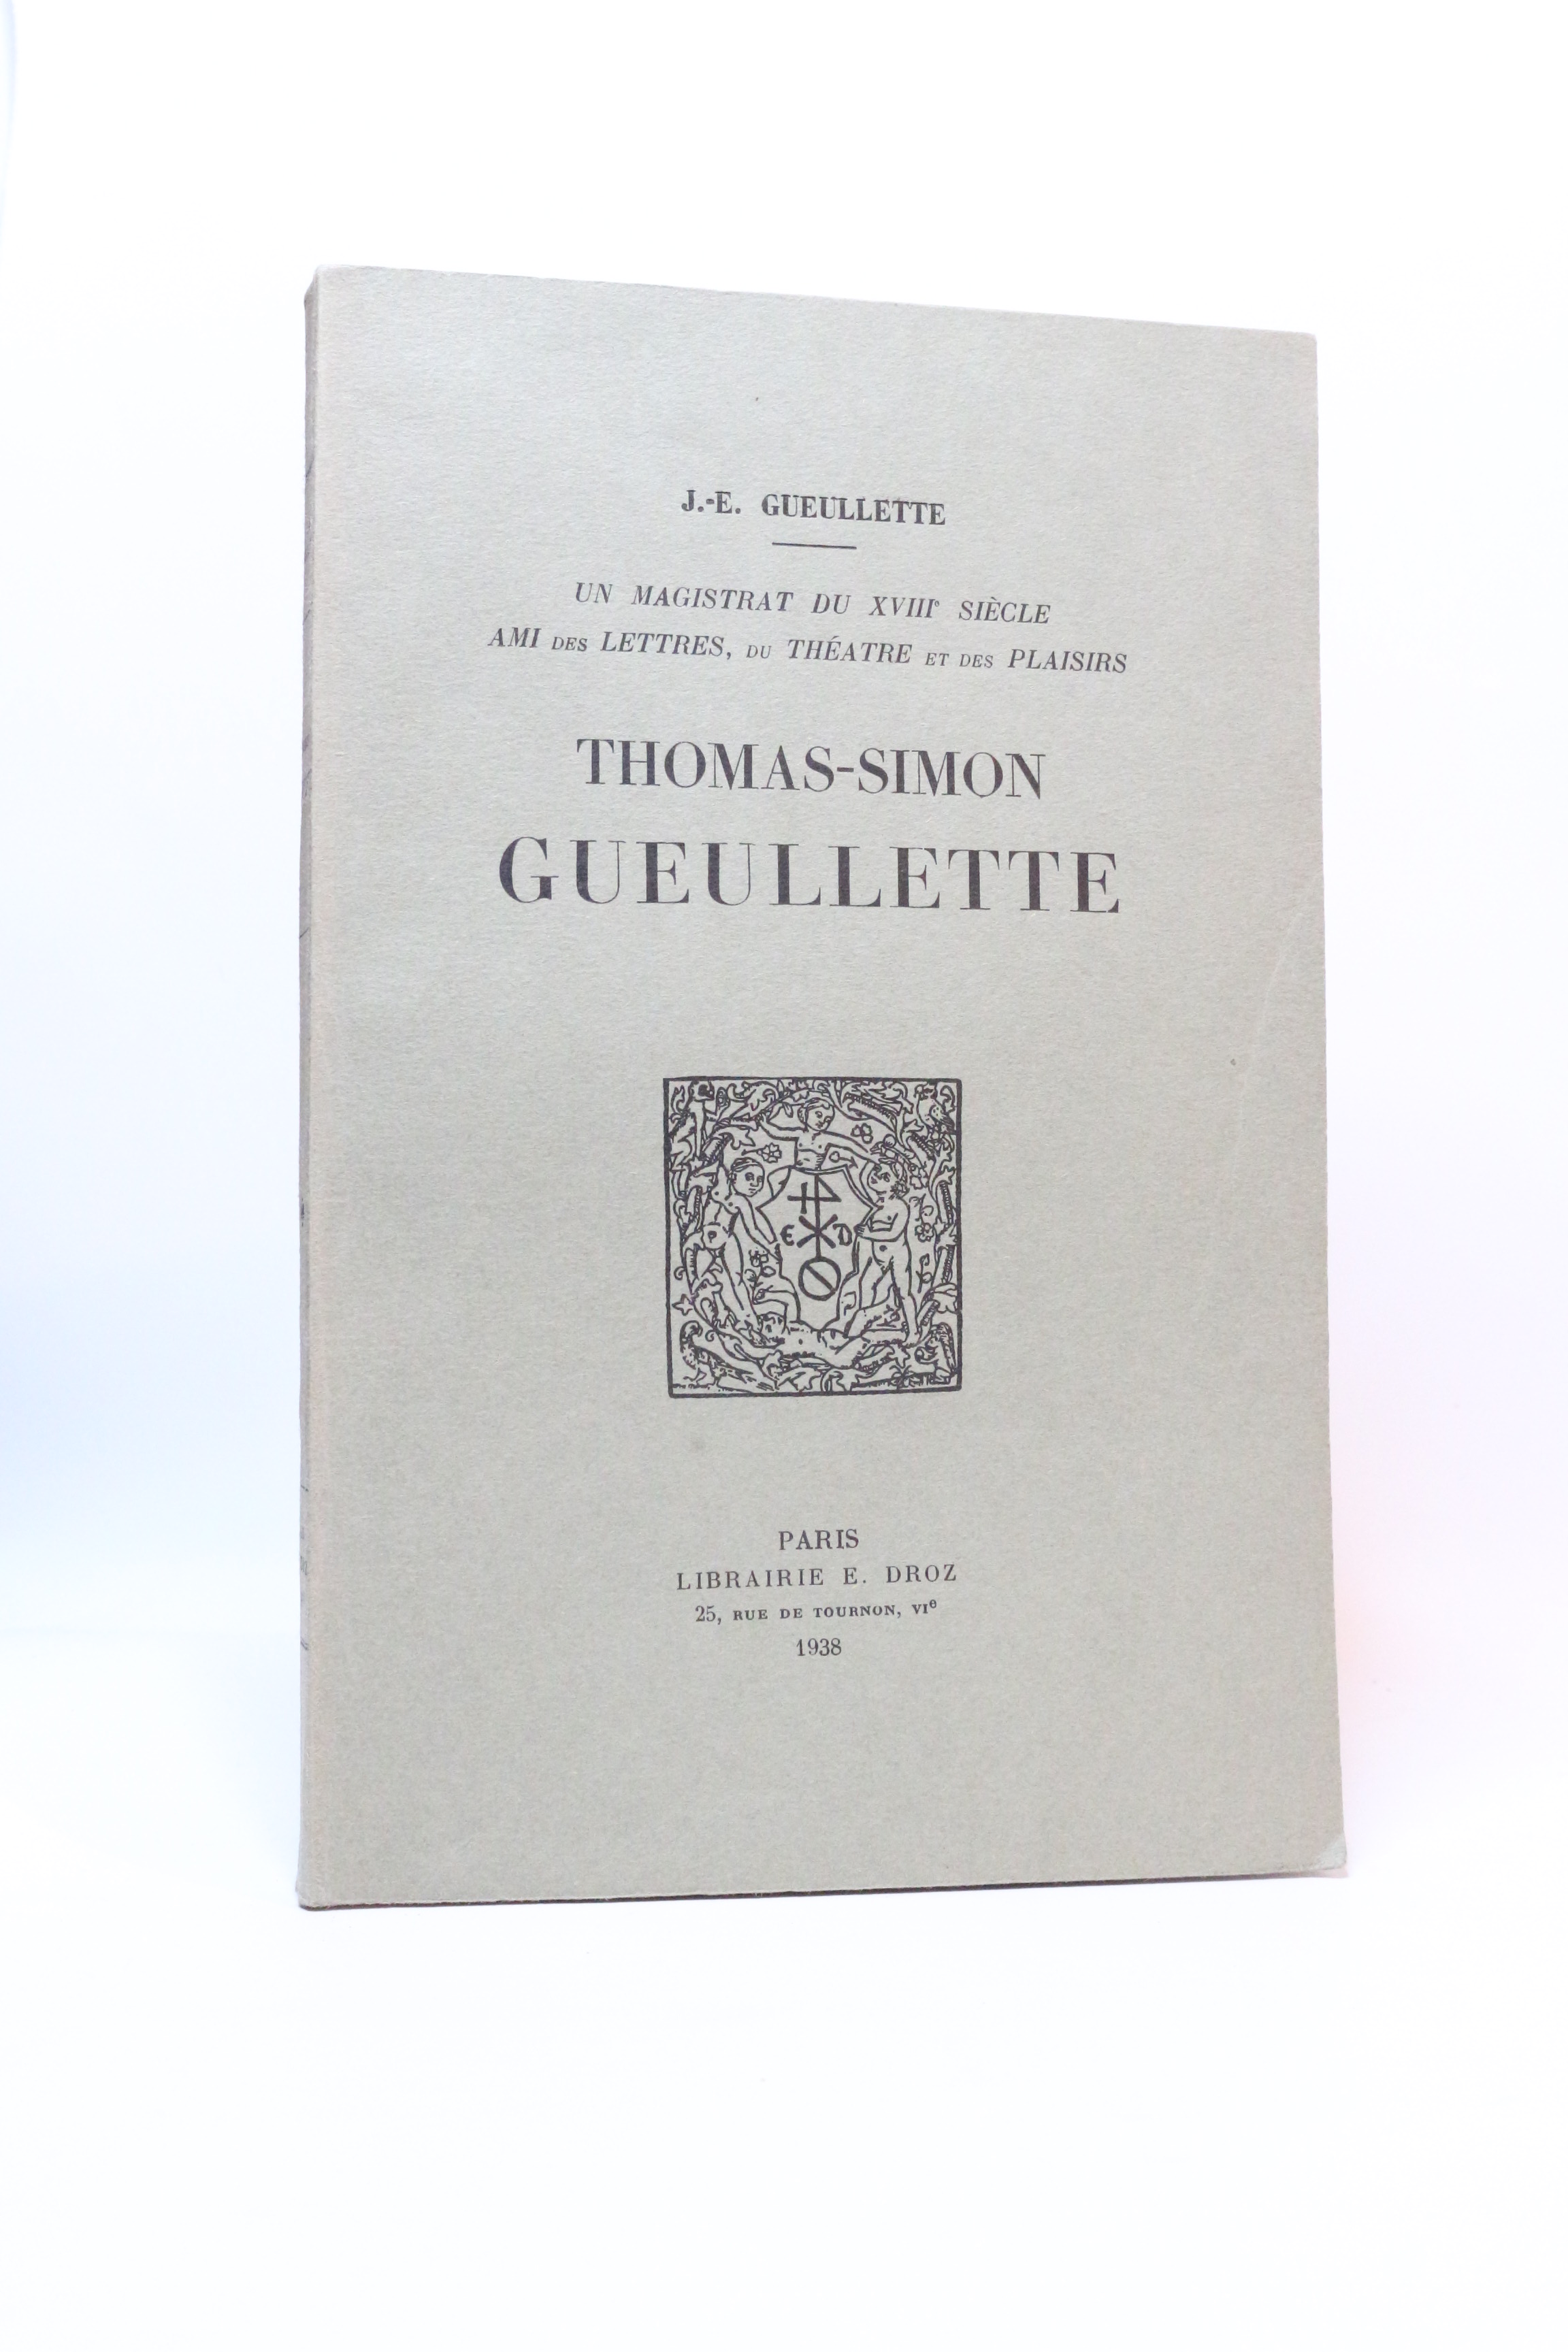 J.-E. GUEULLETTE
UN MAGISTRAT DU XVIIIe SIÈCLE
AMI DES LETTRES, DU THÉATRE ET DES PLAISIRS
THOMAS-SIMON
GUEULLETTE
E D
PARIS
LIBRAIRIE E. DROZ
25, RUE DE TOURNON, VIe
1938